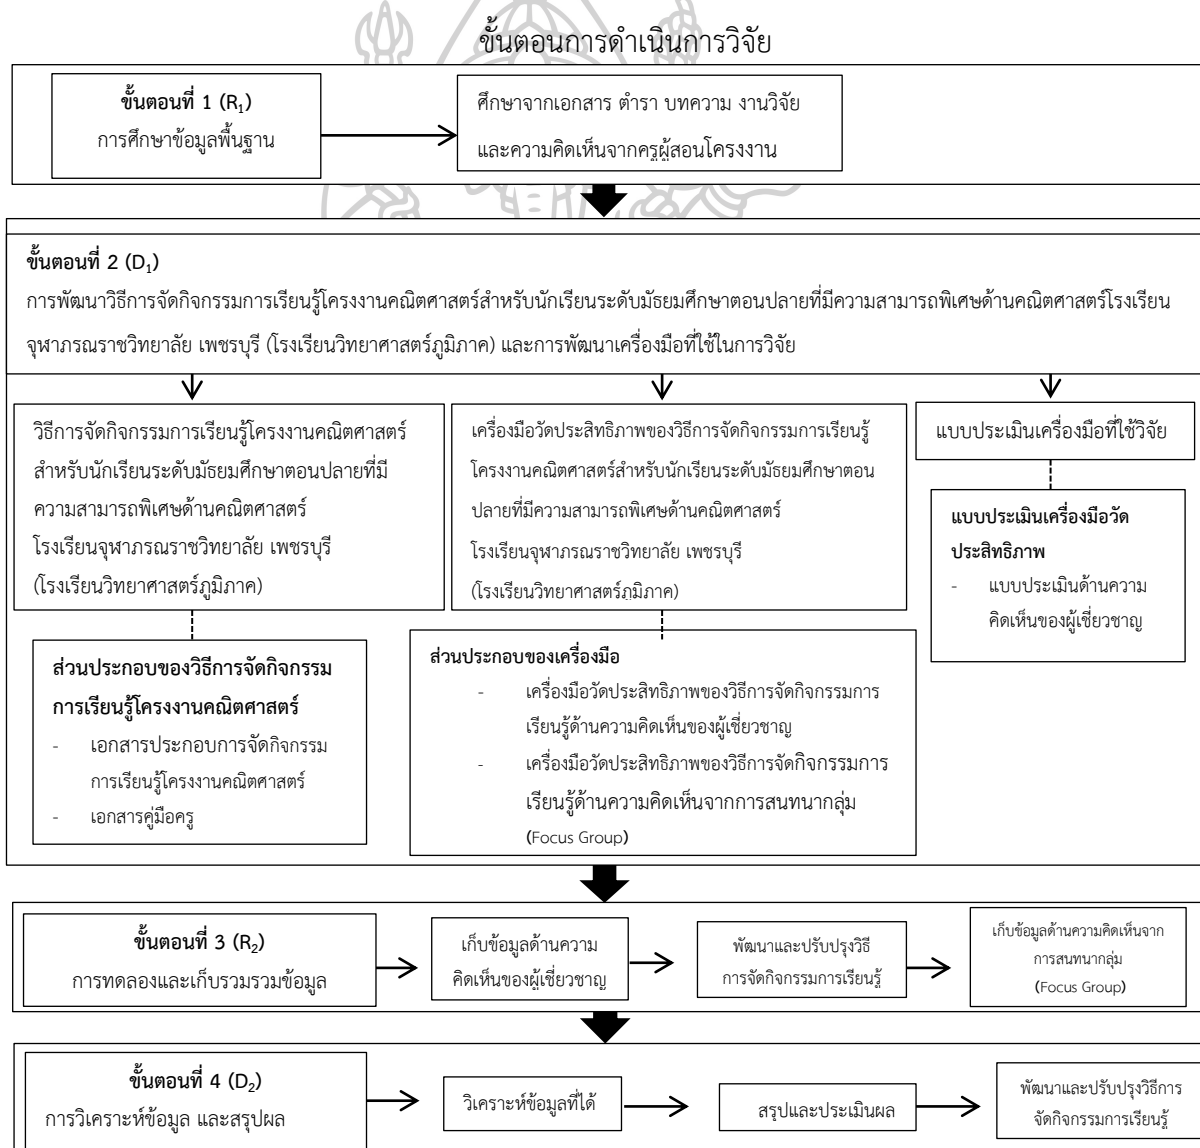 ขั้นตอนการดำเนินการวิจัย
ขั้นตอนที่ 1 (R₁)
การศึกษาข้อมูลพื้นฐาน
ศึกษาจากเอกสาร ตำรา บทความ งานวิจัย
และความคิดเห็นจากครูผู้สอนโครงงาน
ขั้นตอนที่ 2 (D₁)
การพัฒนาวิธีการจัดกิจกรรมการเรียนรู้โครงงานคณิตศาสตร์สำหรับนักเรียนระดับมัธยมศึกษาตอนปลายที่มีความสามารถพิเศษด้านคณิตศาสตร์โรงเรียน
จุฬาภรณราชวิทยาลัย เพชรบุรี (โรงเรียนวิทยาศาสตร์ภูมิภาค) และการพัฒนาเครื่องมือที่ใช้ในการวิจัย
วิธีการจัดกิจกรรมการเรียนรู้โครงงานคณิตศาสตร์
สำหรับนักเรียนระดับมัธยมศึกษาตอนปลายที่มี
ความสามารถพิเศษด้านคณิตศาสตร์
โรงเรียนจุฬาภรณราชวิทยาลัย เพชรบุรี
(โรงเรียนวิทยาศาสตร์ภูมิภาค)
ส่วนประกอบของวิธีการจัดกิจกรรม
การเรียนรู้โครงงานคณิตศาสตร์
- เอกสารประกอบการจัดกิจกรรม
การเรียนรู้โครงงานคณิตศาสตร์
- เอกสารคู่มือครู
เครื่องมือวัดประสิทธิภาพของวิธีการจัดกิจกรรมการเรียนรู้
โครงงานคณิตศาสตร์สำหรับนักเรียนระดับมัธยมศึกษาตอน
ปลายที่มีความสามารถพิเศษด้านคณิตศาสตร์
โรงเรียนจุฬาภรณราชวิทยาลัย เพชรบุรี
(โรงเรียนวิทยาศาสตร์ภูมิภาค)
ส่วนประกอบของเครื่องมือ
- เครื่องมือวัดประสิทธิภาพของวิธีการจัดกิจกรรมการ
เรียนรู้ด้านความคิดเห็นของผู้เชี่ยวชาญ
- เครื่องมือวัดประสิทธิภาพของวิธีการจัดกิจกรรมการ
เรียนรู้ด้านความคิดเห็นจากการสนทนากลุ่ม
(Focus Group)
แบบประเมินเครื่องมือที่ใช้วิจัย
แบบประเมินเครื่องมือวัด
ประสิทธิภาพ
- แบบประเมินด้านความ
คิดเห็นของผู้เชี่ยวชาญ
ขั้นตอนที่ 3 (R₂)
การทดลองและเก็บรวมรวมข้อมูล
เก็บข้อมูลด้านความ
คิดเห็นของผู้เชี่ยวชาญ
พัฒนาและปรับปรุงวิธี
การจัดกิจกรรมการเรียนรู้
เก็บข้อมูลด้านความคิดเห็นจาก
การสนทนากลุ่ม
(Focus Group)
ขั้นตอนที่ 4 (D₂)
การวิเคราะห์ข้อมูล และสรุปผล
วิเคราะห์ข้อมูลที่ได้
สรุปและประเมินผล
พัฒนาและปรับปรุงวิธีการ
จัดกิจกรรมการเรียนรู้